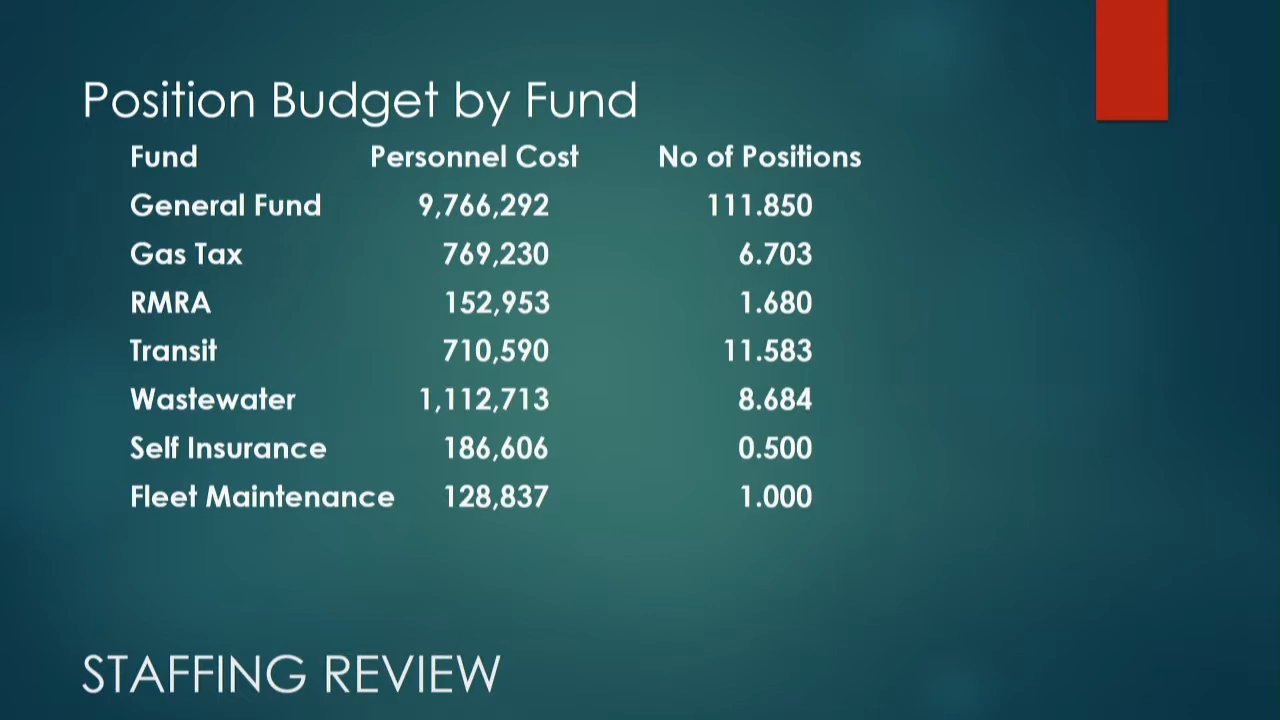 Position Budget by Fund
Fund Personnel Cost No of Positions
General Fund 9,766,292 111.850
Gas Tax 769,230 6.703
RMRA 152,953 1.680
Transit 710,590 11.583
Wastewater 1,112,713 8.684
Self Insurance 186,606 0.500
Fleet Maintenance 128,837 1.000
STAFFING REVIEW